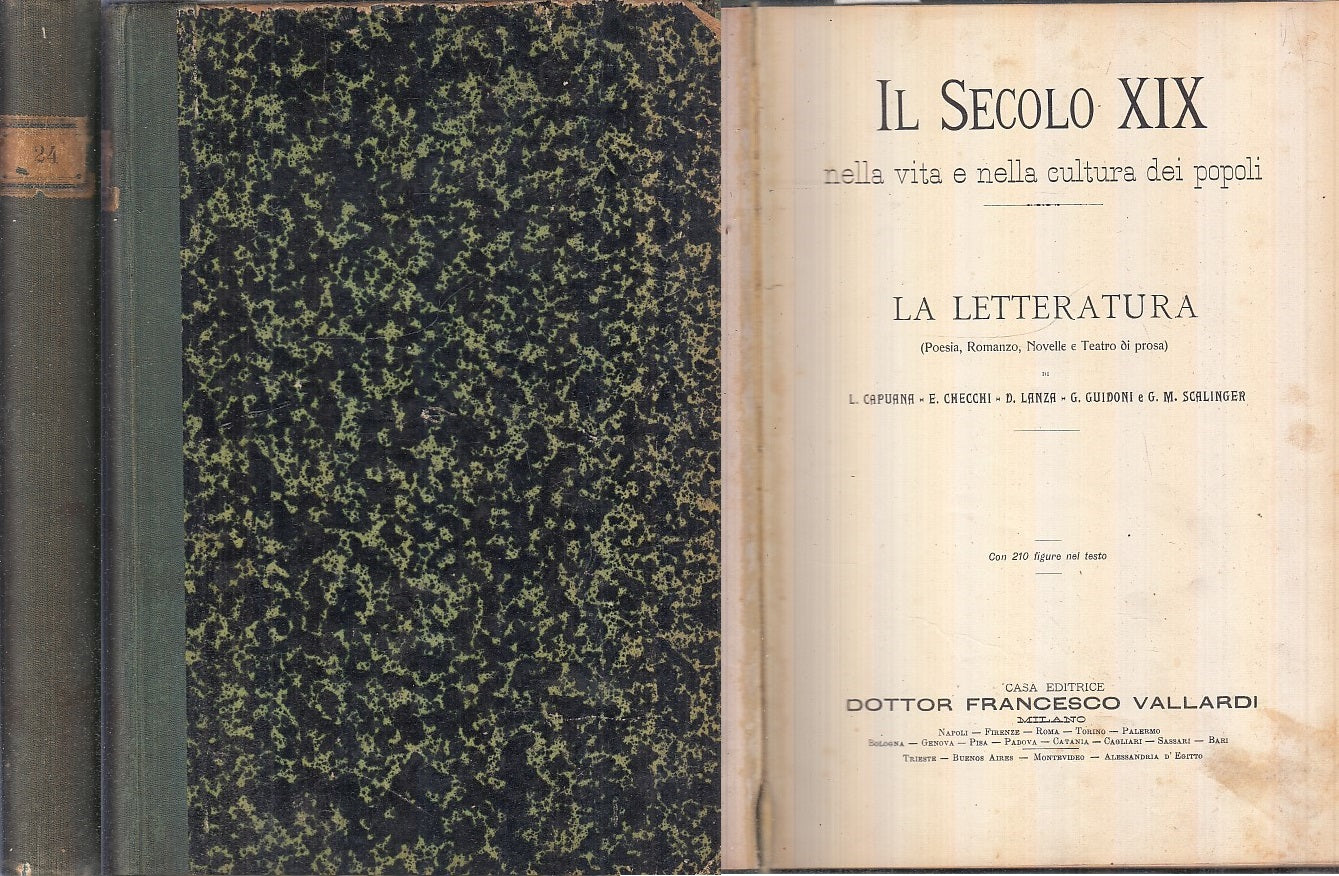 24
IL SECOLO XIX
nella vita e nella cultura dei popoli
LA LETTERATURA
(Poesia, Romanzo, Novelle e Teatro di prosa)
DI
L. CAPUANA - E. CHECCHI - D. LANZA - G. GUIDONI e G. M. SCALINGER
Con 210 figure nel testo
CASA EDITRICE
DOTTOR FRANCESCO VALLARDI
MILANO
NAPOLI — FIRENZE — ROMA — TORINO — PALERMO
BOLOGNA — GENOVA — PISA — PADOVA — CATANIA — CAGLIARI — SASSARI — BARI
TRIESTE — BUENOS AIRES — MONTEVIDEO — ALESSANDRIA D'EGITTO